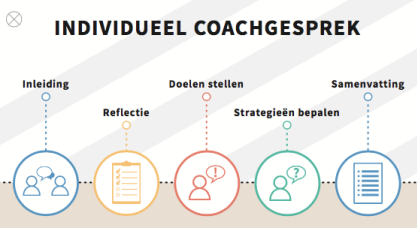 INDIVIDUEEL COACHGESPREK
Inleiding
Reflectie
Doelen stellen
Strategieën bepalen
Samenvatting
!
?